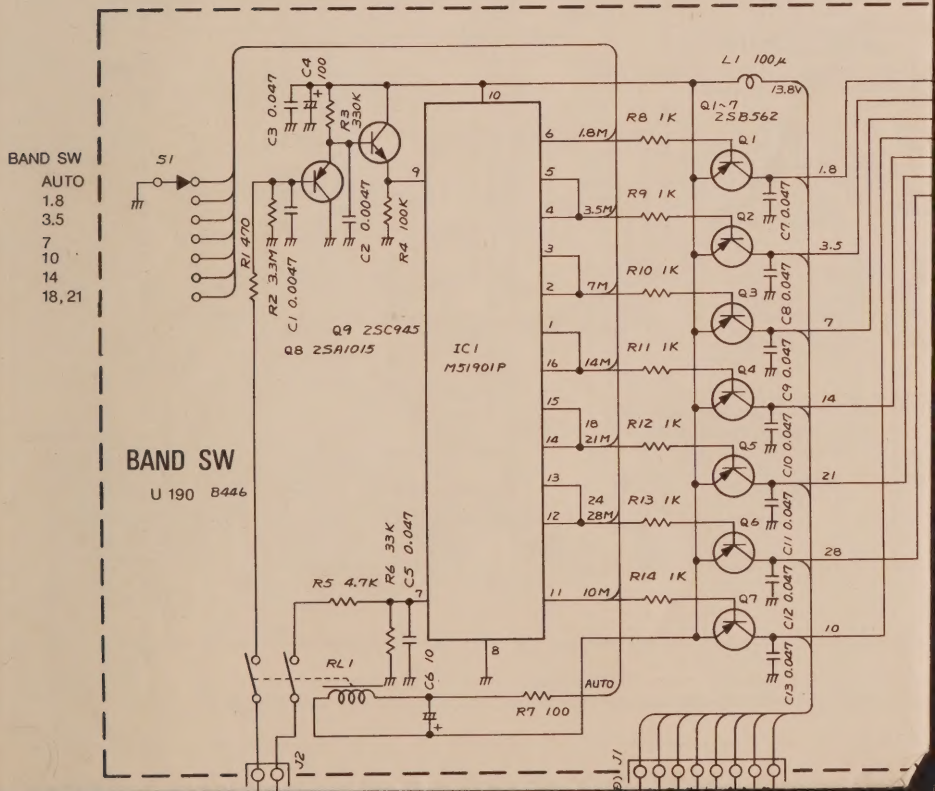 BAND SW
AUTO
1.8
3.5
7
10
14
18, 21
S1
R1 470
R2 3.3M
C1 0.0047
C3 0.047
C4 100
+
R3 330K
C2 0.0047
R4 100K
Q9 2SC945
Q8 2SA1015
BAND SW
U 190 8446
R5 4.7K
R6 33K
C5 0.047
RL1
C6 10
+
R7 100
AUTO
J2
J1
IC1
M51901P
10
9
7
8
6
5
4
3
2
1
16
15
14
13
12
11
1.8M
3.5M
7M
14M
18
21M
24
28M
10M
R8 1K
R9 1K
R10 1K
R11 1K
R12 1K
R13 1K
R14 1K
L1 100μ
13.8V
Q1~7
2SB562
Q1
Q2
Q3
Q4
Q5
Q6
Q7
C7 0.047
C8 0.047
C9 0.047
C10 0.047
C11 0.047
C12 0.047
C13 0.047
1.8
3.5
7
14
21
28
10